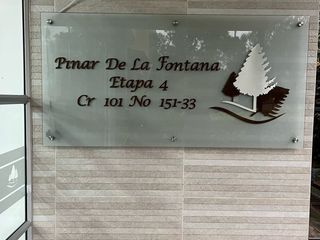 Pinar De La Fontana
Etapa 4
Cr 101 No 151-33